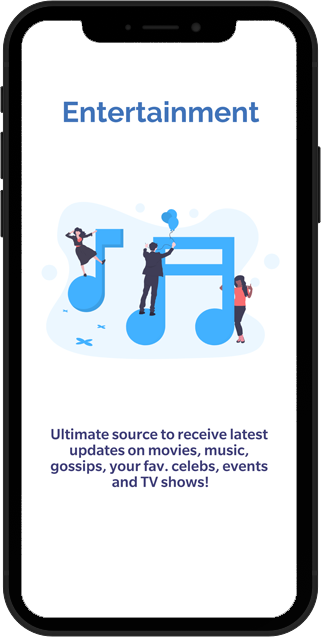 Entertainment
Ultimate source to receive latest
updates on movies, music,
gossips, your fav. celebs, events
and TV shows!